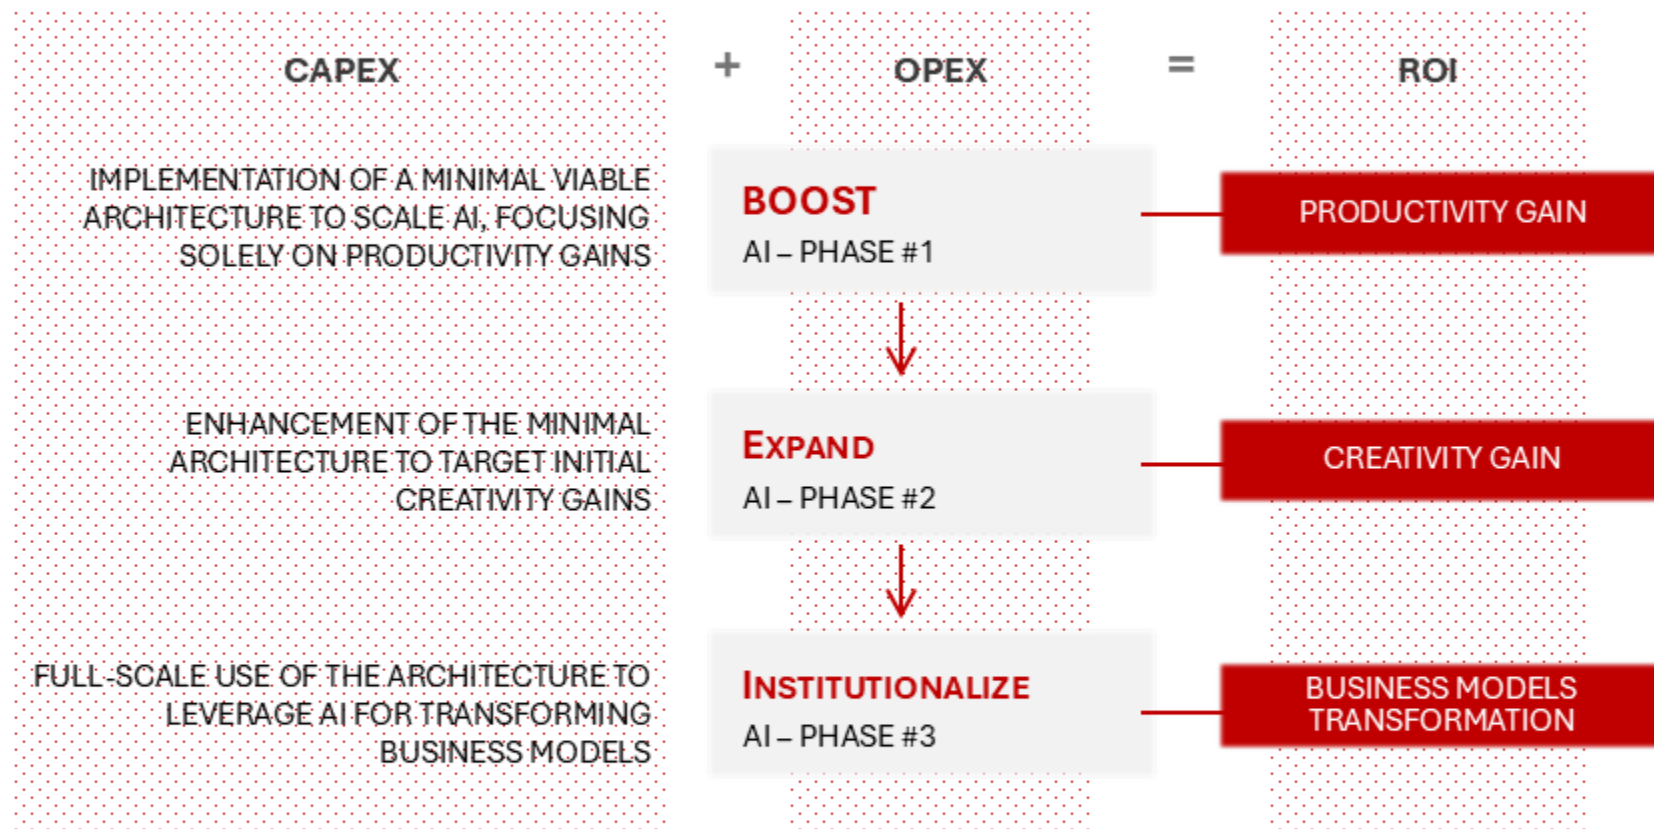 CAPEX + OPEX = ROI
IMPLEMENTATION OF A MINIMAL VIABLE
ARCHITECTURE TO SCALE AI, FOCUSING
SOLELY ON PRODUCTIVITY GAINS
BOOST
AI – PHASE #1
PRODUCTIVITY GAIN
ENHANCEMENT OF THE MINIMAL
ARCHITECTURE TO TARGET INITIAL
CREATIVITY GAINS
EXPAND
AI – PHASE #2
CREATIVITY GAIN
FULL-SCALE USE OF THE ARCHITECTURE TO
LEVERAGE AI FOR TRANSFORMING
BUSINESS MODELS
INSTITUTIONALIZE
AI – PHASE #3
BUSINESS MODELS
TRANSFORMATION